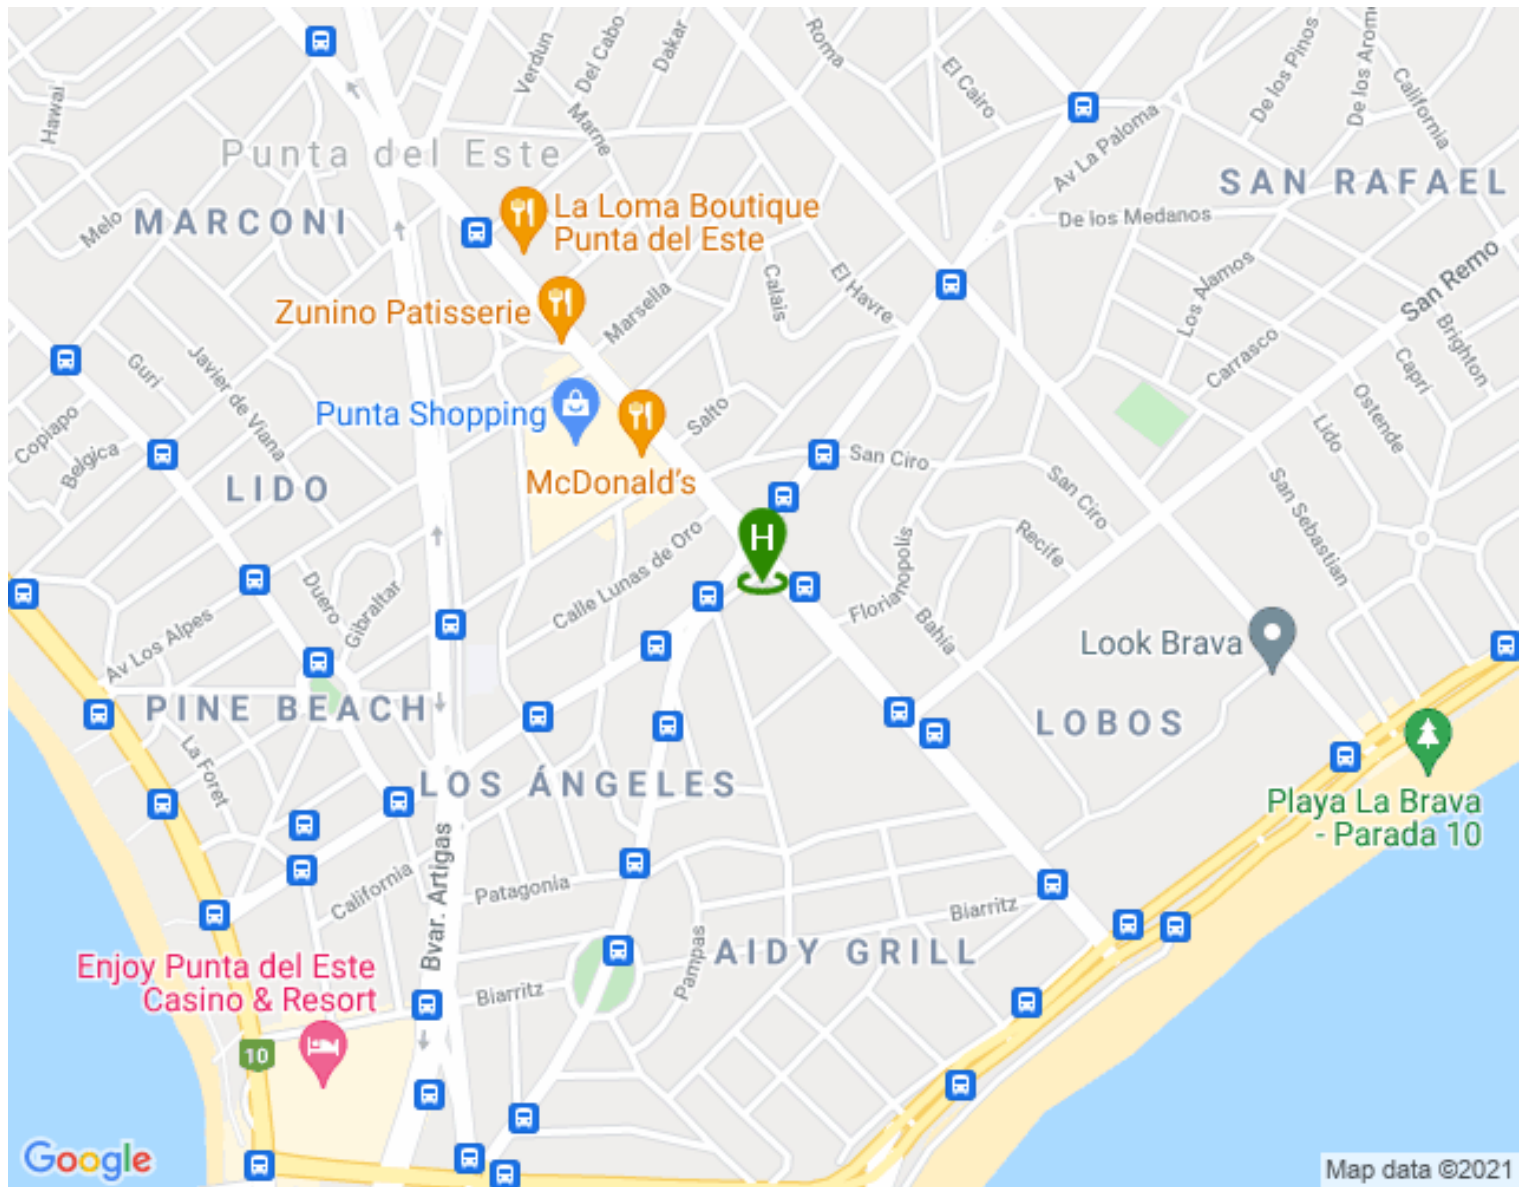 Roma
Dakar
Del Cabo
Verdun
El Cairo
De los Pinos
De los Arome
California
Hawai
Marne
Av La Paloma
Punta del Este
SAN RAFAEL
La Loma Boutique
Punta del Este
MARCONI
Melo
De los Medanos
San Remo
Los Namos
Calais
El Havre
Zunino Patisserie
Marsella
Brighton
Carrasco
Capri
Guri
Javier de Viana
Punta Shopping
Salto
Ostende
Lido
Copiapo
Belgica
San Ciro
LIDO
McDonald's
San Ciro
San Sebastian
H
Recife
Calle Lunas de Oro
Florianopolis
Duero
Gibraltar
Bahía
Av Los Alpes
Look Brava
PINE BEACH
LOBOS
La Foret
LOS ÁNGELES
Playa La Brava
- Parada 10
Bvar. Artigas
California
Patagonia
Biarritz
Pampas
AIDY GRILL
Enjoy Punta del Este
Casino & Resort
Biarritz
10
Google
Map data ©2021